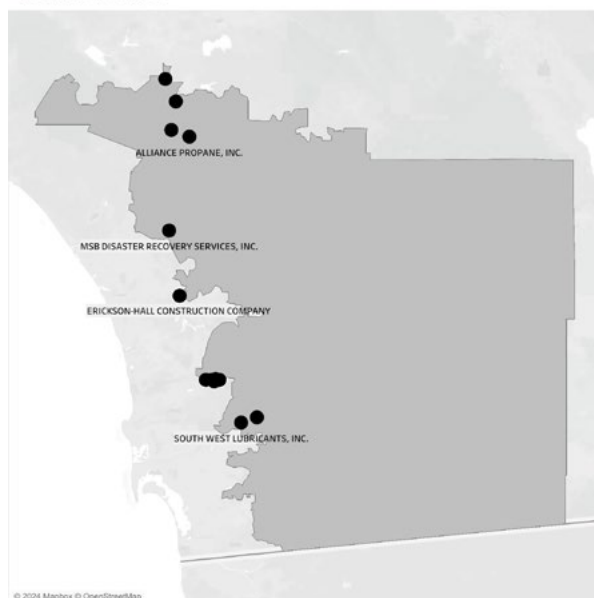 ALLIANCE PROPANE, INC.
MSB DISASTER RECOVERY SERVICES, INC.
ERICKSON-HALL CONSTRUCTION COMPANY
SOUTH WEST LUBRICANTS, INC.
© 2024 Mapbox © OpenStreetMap